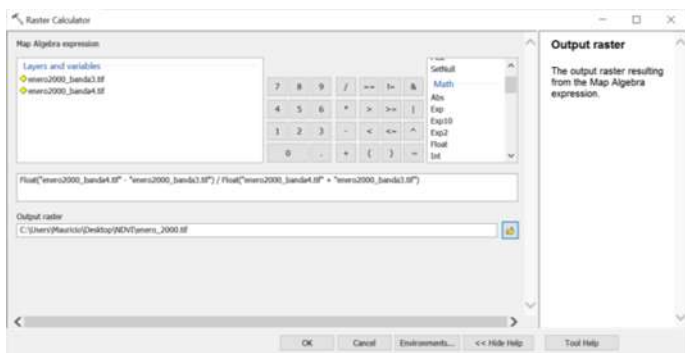 Raster Calculator
Map Algebra expression
Layers and variables
enero2000_banda3.tif
enero2000_banda4.tif
7 8 9 / == != &
4 5 6 * > >= |
1 2 3 - < <= ^
0 . + ( ) ~
SetNull
Math
Abs
Exp
Exp10
Exp2
Float
Int
Float("enero2000_banda4.tif" - "enero2000_banda3.tif") / Float("enero2000_banda4.tif" + "enero2000_banda3.tif")
Output raster
C:\Users\Mauricio\Desktop\NDVI\enero_2000.tif
OK
Cancel
Environments...
<< Hide Help
Output raster
The output raster resulting
from the Map Algebra
expression.
Tool Help